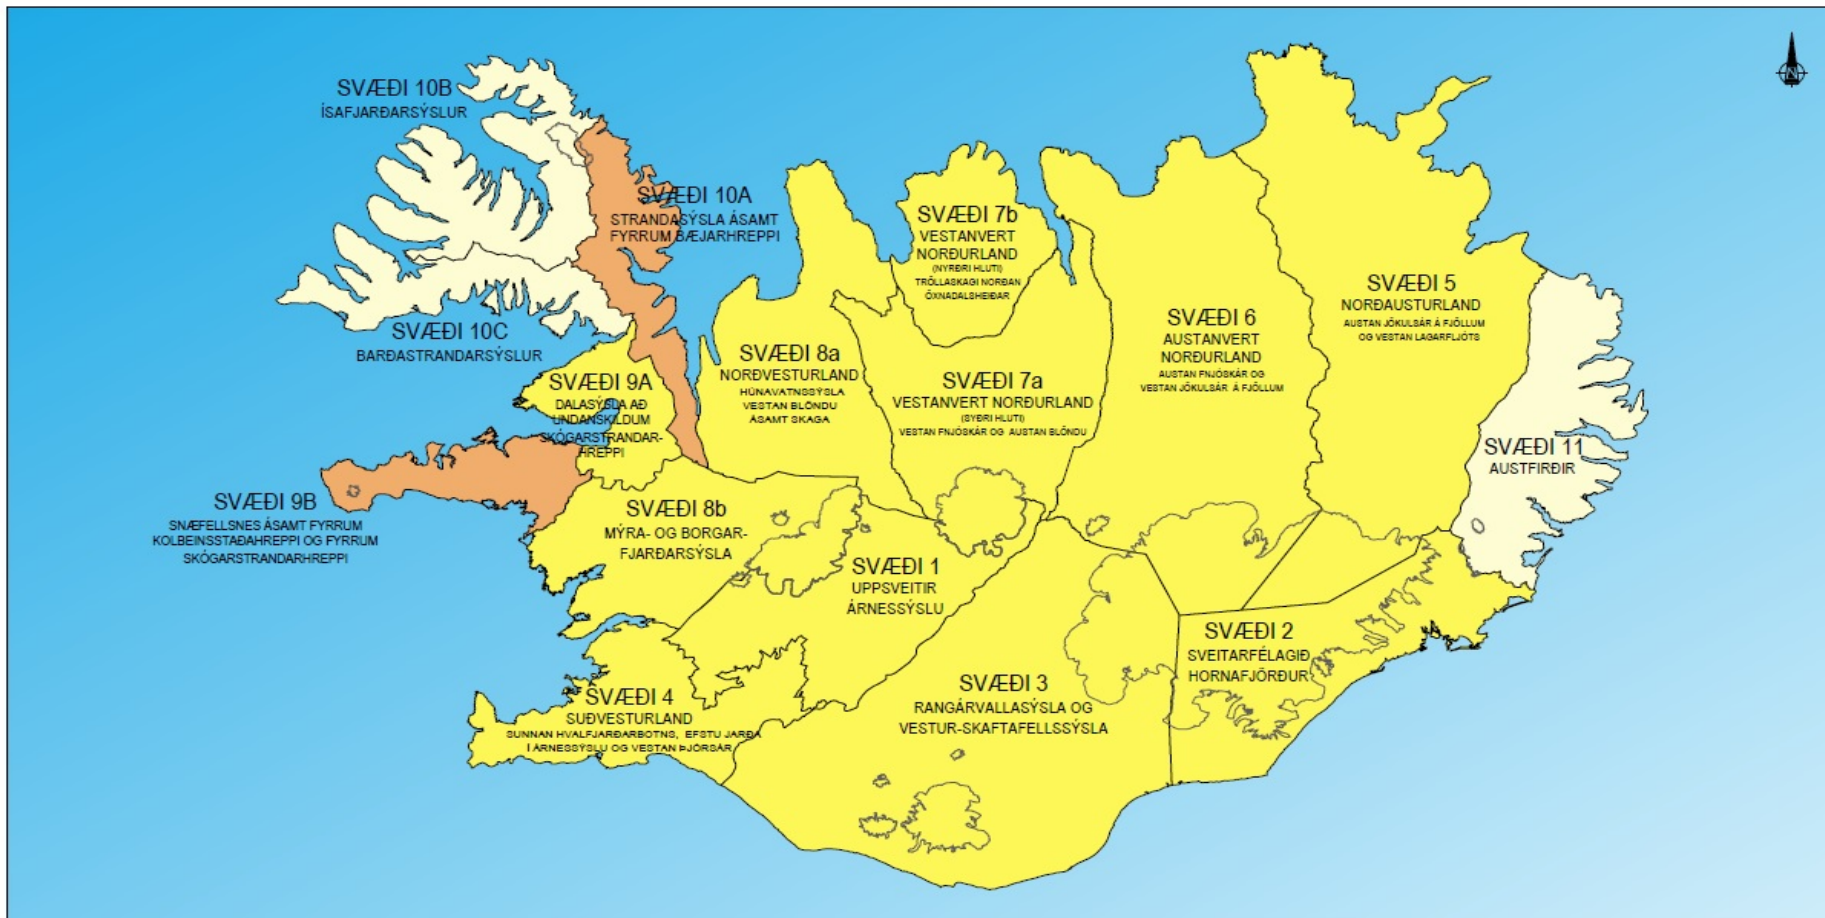 SVÆÐI 10B
ÍSAFJARÐARSÝSLUR
SVÆÐI 10A
STRANDASÝSLA ÁSAMT
FYRRUM BÆJARHREPPI
SVÆÐI 10C
BARÐASTRANDARSÝSLUR
SVÆÐI 9A
DALASÝSLA AÐ
UNDANSKILDUM
SKÓGARSTRANDAR-
HREPPI
SVÆÐI 9B
SNÆFELLSNES ÁSAMT FYRRUM
KOLBEINSSTAÐAHREPPI OG FYRRUM
SKÓGARSTRANDARHREPPI
SVÆÐI 8a
NORÐVESTURLAND
HÚNAVATNSSÝSLA
VESTAN BLÖNDU
ÁSAMT SKAGA
SVÆÐI 7b
VESTANVERT
NORÐURLAND
(NYRÐRI HLUTI)
TRÖLLASKAGI NORÐAN
ÖXNADALSHEIÐAR
SVÆÐI 7a
VESTANVERT NORÐURLAND
(SYÐRI HLUTI)
VESTAN FNJÓSKÁR OG AUSTAN BLÖNDU
SVÆÐI 6
AUSTANVERT
NORÐURLAND
AUSTAN FNJÓSKÁR OG
VESTAN JÖKULSÁR Á FJÖLLUM
SVÆÐI 5
NORÐAUSTURLAND
AUSTAN JÖKULSÁR Á FJÖLLUM
OG VESTAN LAGARFLJÓTS
SVÆÐI 11
AUSTFIRÐIR
SVÆÐI 8b
MÝRA- OG BORGAR-
FJARÐARSÝSLA
SVÆÐI 1
UPPSVEITIR
ÁRNESSÝSLU
SVÆÐI 2
SVEITARFÉLAGIÐ
HORNAFJÖRÐUR
SVÆÐI 3
RANGÁRVALLASÝSLA OG
VESTUR-SKAFTAFELLSSÝSLA
SVÆÐI 4
SUÐVESTURLAND
SUNNAN HVALFJARÐARBOTNS, EFSTU JARÐA
Í ÁRNESSÝSLU OG VESTAN ÞJÓRSÁR
N